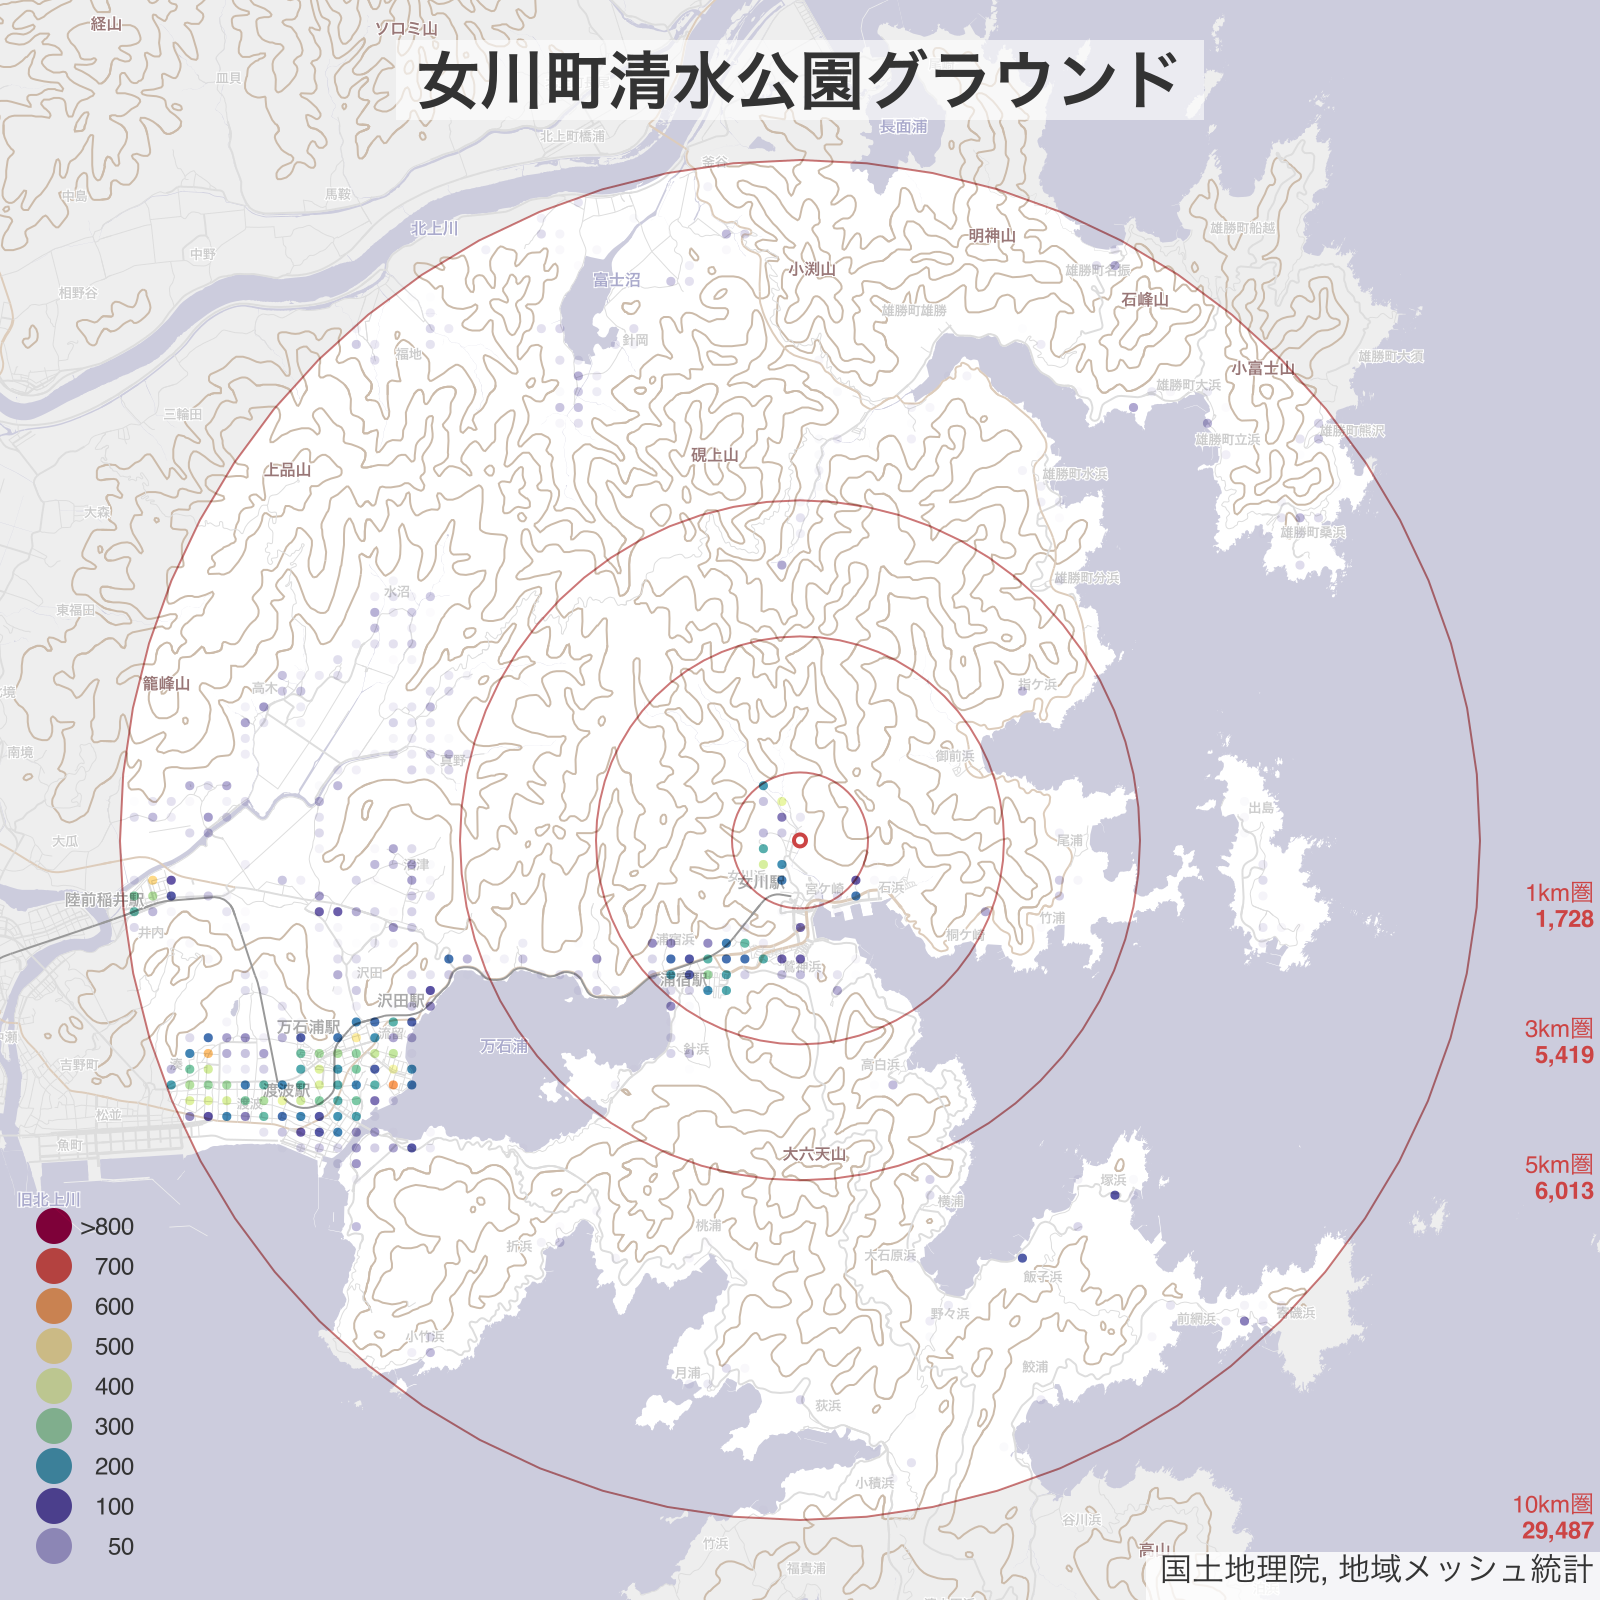 経山
ソロミ山
女川町清水公園グラウンド
皿貝
北上町橋浦
長面浦
釜谷
中島
馬鞍
北上川
雄勝町船越
明神山
中野
小渕山
雄勝町名振
富士沼
相野谷
石峰山
雄勝町雄勝
針岡
福地
雄勝町大須
小富士山
雄勝町大浜
三輪田
雄勝町熊沢
雄勝町立浜
硯上山
上品山
雄勝町水浜
大森
雄勝町桑浜
雄勝町分浜
水沼
東福田
籠峰山
高木
指ケ浜
南境
真野
御前浜
出島
大瓜
尾浦
沼津
女川浜
女川駅
宮ケ崎
石浜
1km圏
1,728
陸前稲井駅
竹浦
井内
浦宿浜
桐ケ崎
鷲神浜
沢田
浦宿駅
沢田駅
万石浦駅
流留
3km圏
5,419
万石浦
針浜
湊
吉野町
高白浜
渡波駅
渡波
松並
魚町
大六天山
5km圏
6,013
塚浜
旧北上川
横浦
桃浦
>800
折浜
大石原浜
700
飯子浜
600
野々浜
前網浜
寄磯浜
500
小竹浜
鮫浦
月浦
400
荻浜
300
200
小積浜
100
谷川浜
10km圏
29,487
50
竹浜
高山
福貴浦
国土地理院, 地域メッシュ統計